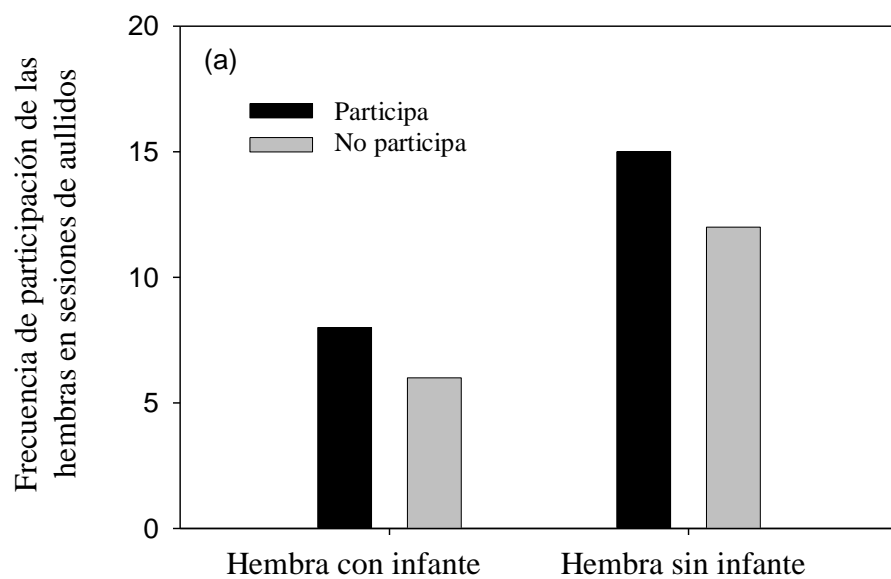 Frecuencia de participación de las
hembras en sesiones de aullidos
20
15
10
5
0
(a)
Participa
No participa
Hembra con infante
Hembra sin infante